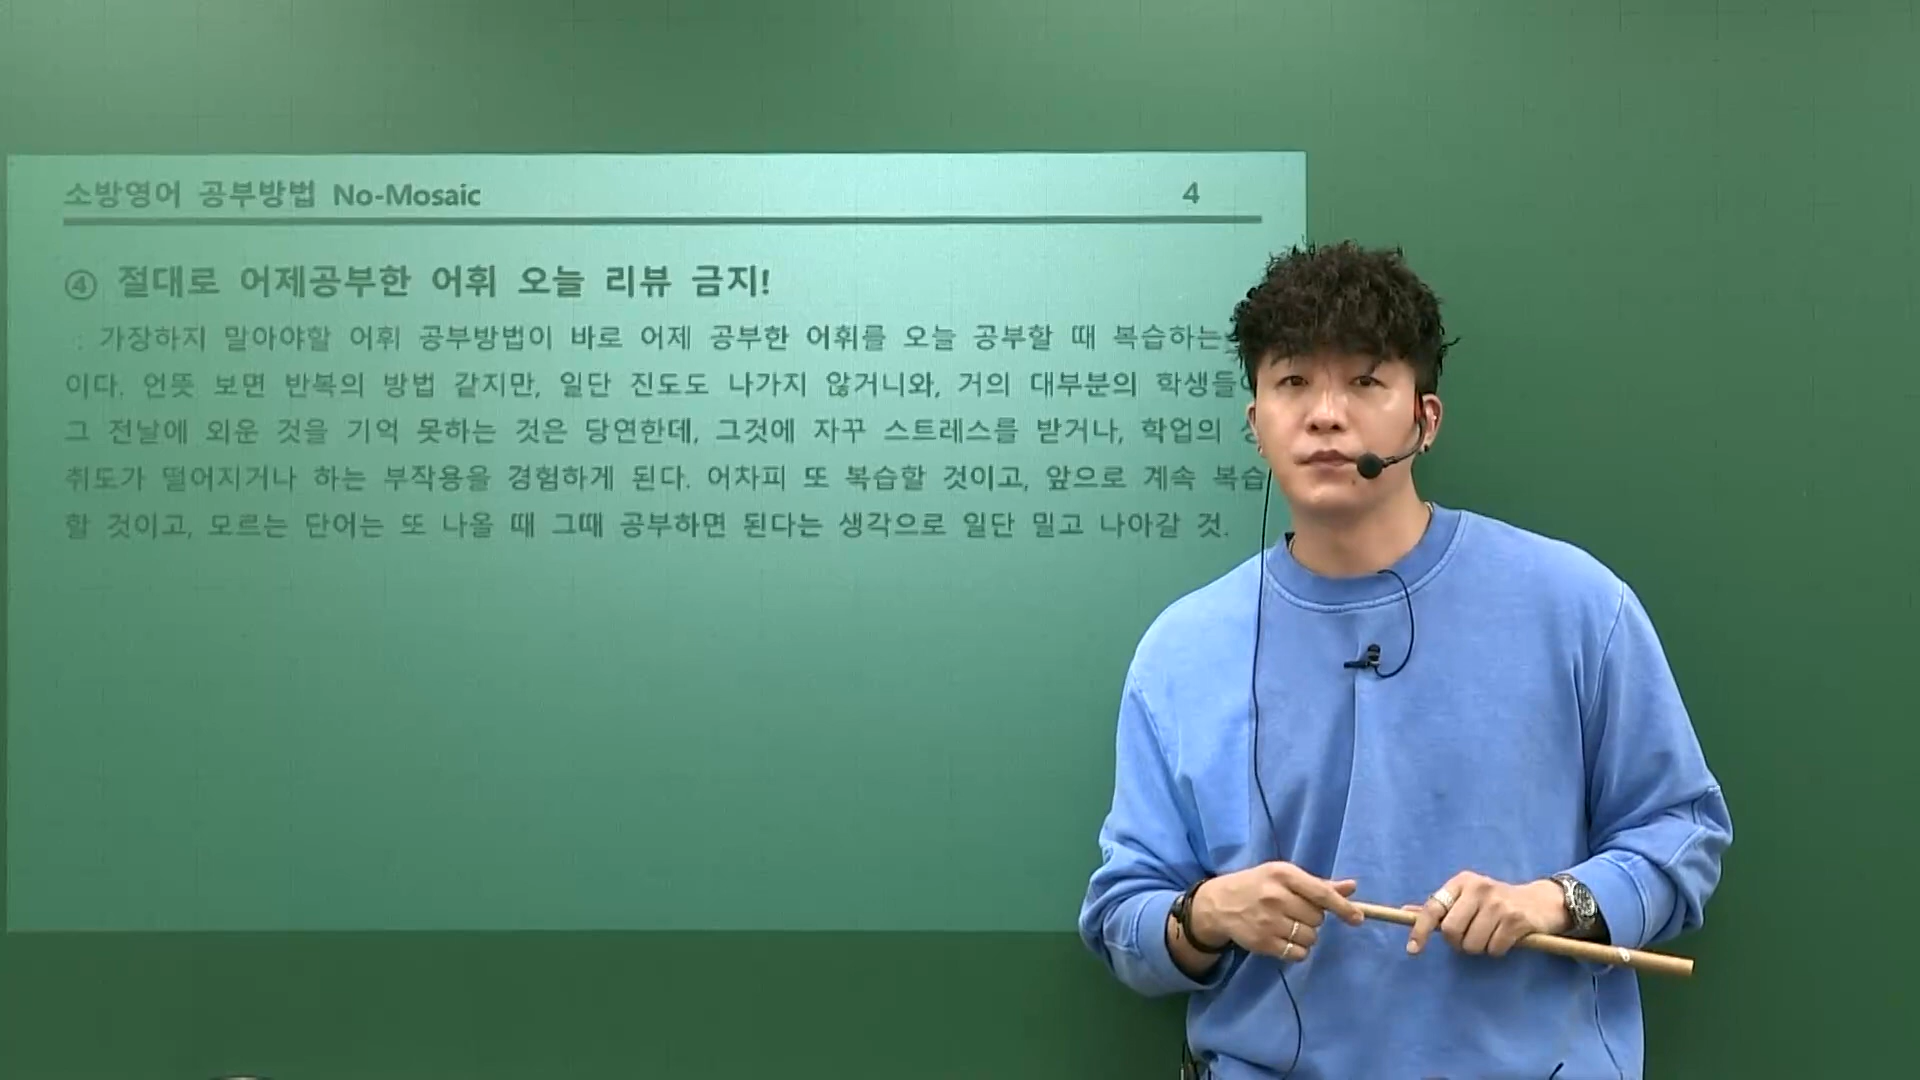 소방영어 공부방법 No-Mosaic 4
④ 절대로 어제공부한 어휘 오늘 리뷰 금지!
: 가장하지 말아야할 어휘 공부방법이 바로 어제 공부한 어휘를 오늘 공부할 때 복습하는
이다. 언뜻 보면 반복의 방법 같지만, 일단 진도도 나가지 않거니와, 거의 대부분의
그 전날에 외운 것을 기억 못하는 것은 당연한데, 그것에 자꾸 스트레스를 받거나, 학업의
취도가 떨어지거나 하는 부작용을 경험하게 된다. 어차피 또 복습할 것이고, 앞으로 계속 복습
할 것이고, 모르는 단어는 또 나올 때 그때 공부하면 된다는 생각으로 일단 밀고 나아갈 것.